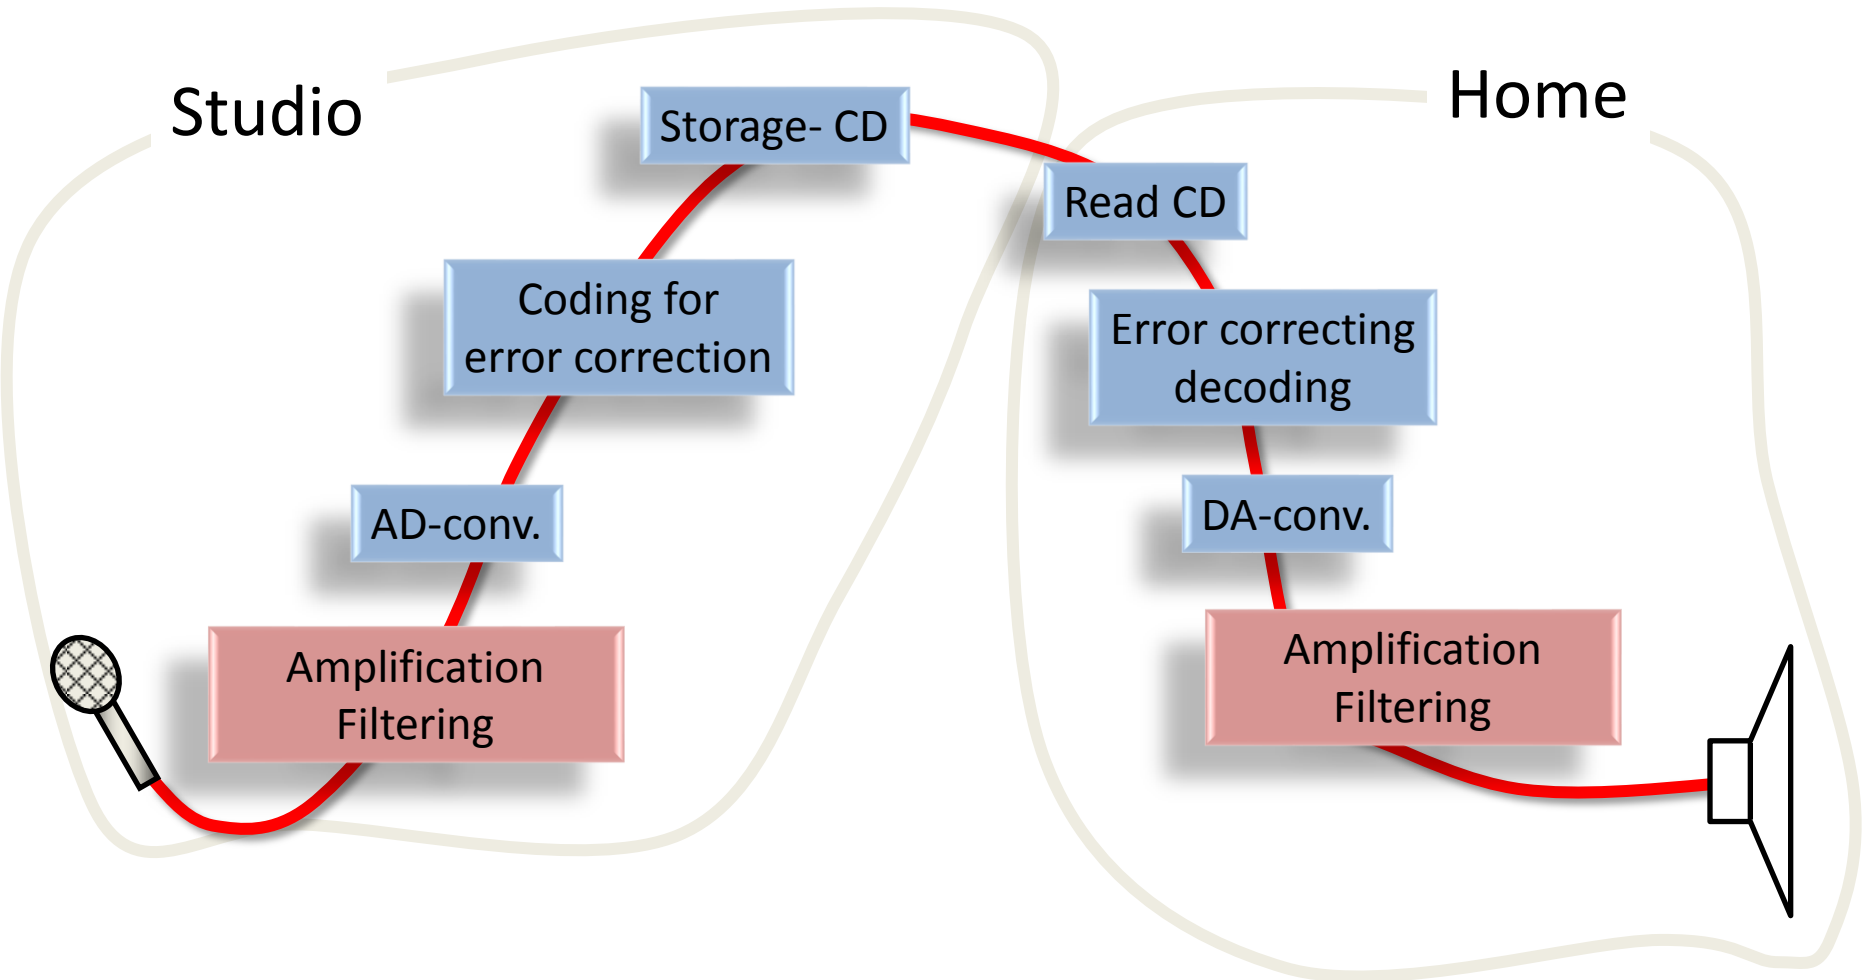 Studio
Home
Storage- CD
Read CD
Coding for
error correction
Error correcting
decoding
AD-conv.
DA-conv.
Amplification
Filtering
Amplification
Filtering